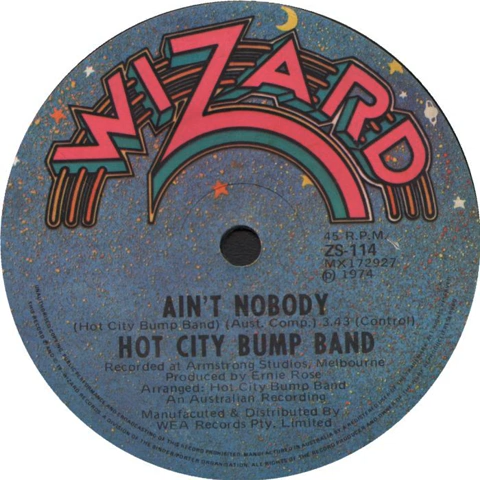 WIZARD
45 R.P.M.
ZS-114
MX172927
Ⓟ 1974
AIN'T NOBODY
(Hot City Bump Band) (Aust. Comp.) 3.43 (Control)
HOT CITY BUMP BAND
Recorded at Armstrong Studios, Melbourne
Produced by Ernie Rose
Arranged: Hot City Bump Band
An Australian Recording
Manufacuted & Distributed By
WEA Records Pty. Limited